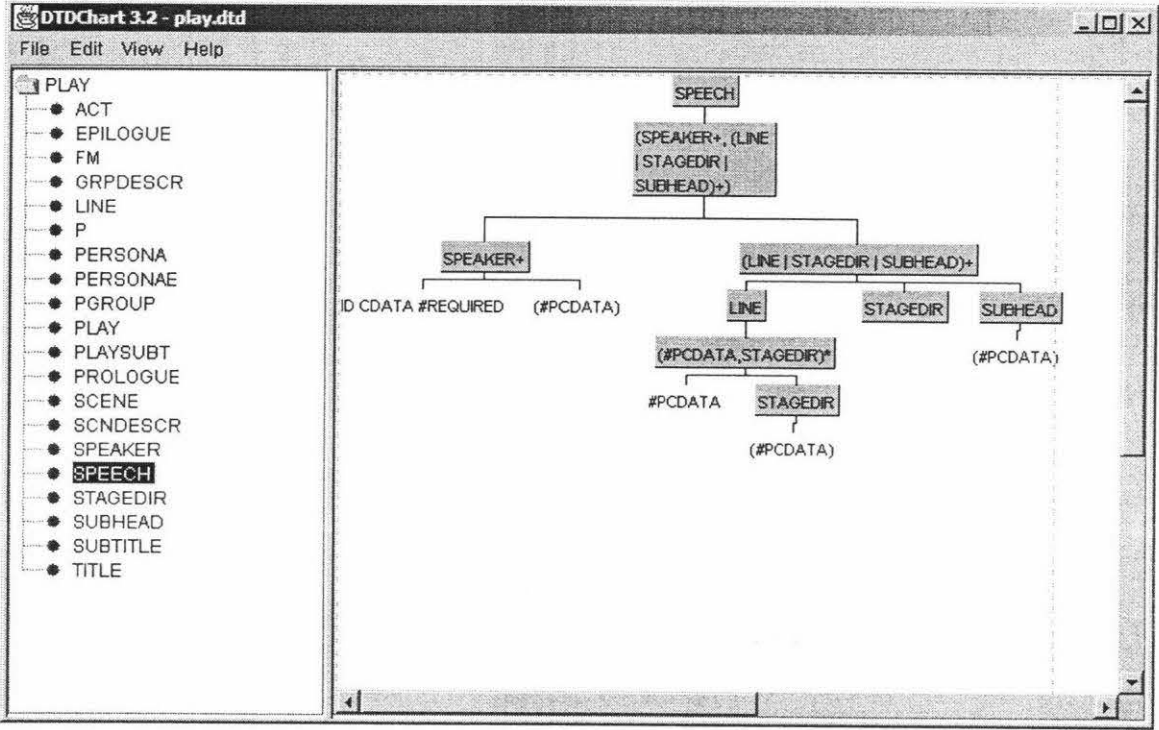 DTDChart 3.2 - play.dtd
File Edit View Help
PLAY
ACT
EPILOGUE
FM
GRPDESCR
LINE
P
PERSONA
PERSONAE
PGROUP
PLAY
PLAYSUBT
PROLOGUE
SCENE
SCNDESCR
SPEAKER
SPEECH
STAGEDIR
SUBHEAD
SUBTITLE
TITLE
SPEECH
(SPEAKER+, (LINE
| STAGEDIR |
SUBHEAD)+)
SPEAKER+
(LINE | STAGEDIR | SUBHEAD)+
ID CDATA #REQUIRED
(#PCDATA)
LINE
STAGEDIR
SUBHEAD
(#PCDATA,STAGEDIR)*
(#PCDATA)
#PCDATA
STAGEDIR
(#PCDATA)